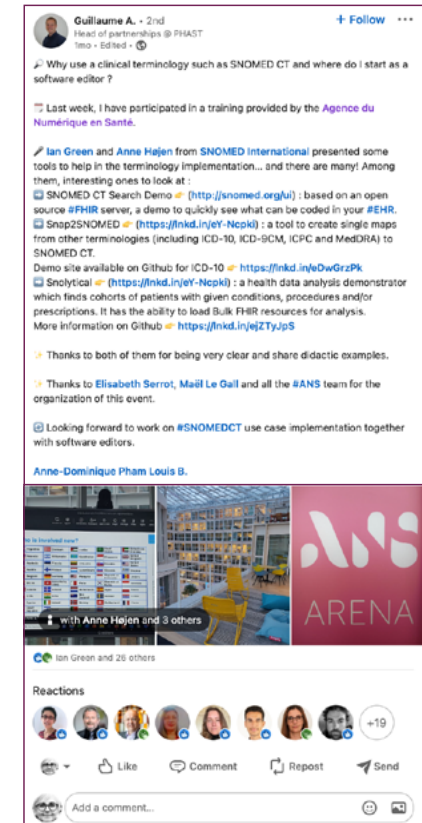 Guillaume A. • 2nd
+ Follow ...
Head of partnerships @ PHAST
1mo • Edited •
Why use a clinical terminology such as SNOMED CT and where do I start as a
software editor ?
Last week, I have participated in a training provided by the Agence du
Numérique en Santé.
Ian Green and Anne Højen from SNOMED International presented some
tools to help in the terminology implementation... and there are many! Among
them, interesting ones to look at :
SNOMED CT Search Demo (http://snomed.org/ui) : based on an open
source #FHIR server, a demo to quickly see what can be coded in your #EHR.
Snap2SNOMED (https://lnkd.in/eY-Ncpki) : a tool to create single maps
from other terminologies (including ICD-10, ICD-9CM, ICPC and MedDRA) to
SNOMED CT.
Demo site available on Github for ICD-10 https://lnkd.in/eDwGrzPk
Snolytical (https://lnkd.in/eY-Ncpki) : a health data analysis demonstrator
which finds cohorts of patients with given conditions, procedures and/or
prescriptions. It has the ability to load Bulk FHIR resources for analysis.
More information on Github https://lnkd.in/ejZTyJpS
Thanks to both of them for being very clear and share didactic examples.
Thanks to Elisabeth Serrot, Maël Le Gall and all the #ANS team for the
organization of this event.
Looking forward to work on #SNOMEDCT use case implementation together
with software editors.
Anne-Dominique Pham Louis B.
is involved now?
with Anne Højen and 3 others
ANS
ARENA
Ian Green and 26 others
Reactions
+19
Like
Comment
Repost
Send
Add a comment...